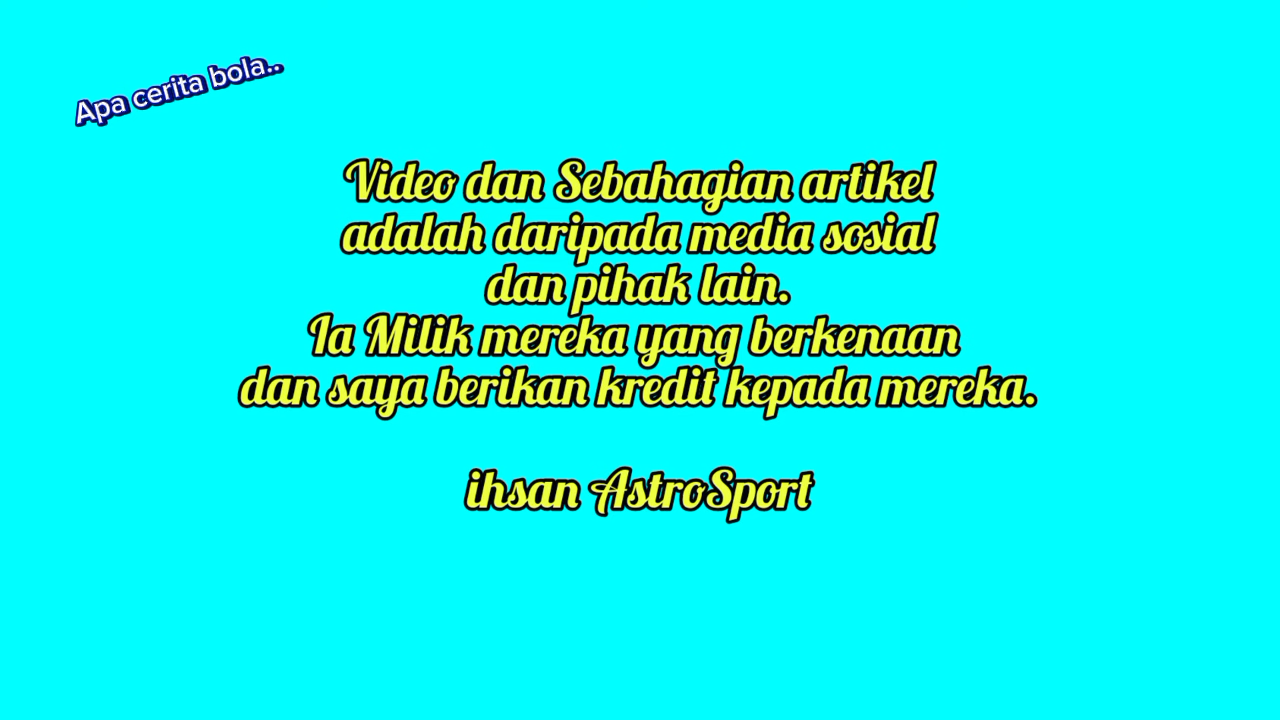 Apa cerita bola..
Video dan Sebahagian artikel
adalah daripada media sosial
dan pihak lain.
Ia Milik mereka yang berkenaan
dan saya berikan kredit kepada mereka.
ihsan AstroSport